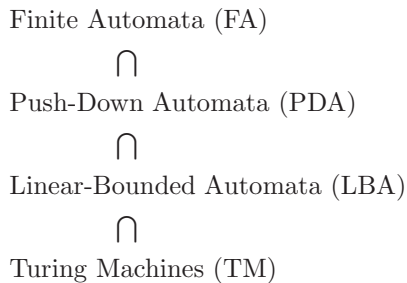 Finite Automata (FA)
⋂
Push-Down Automata (PDA)
⋂
Linear-Bounded Automata (LBA)
⋂
Turing Machines (TM)